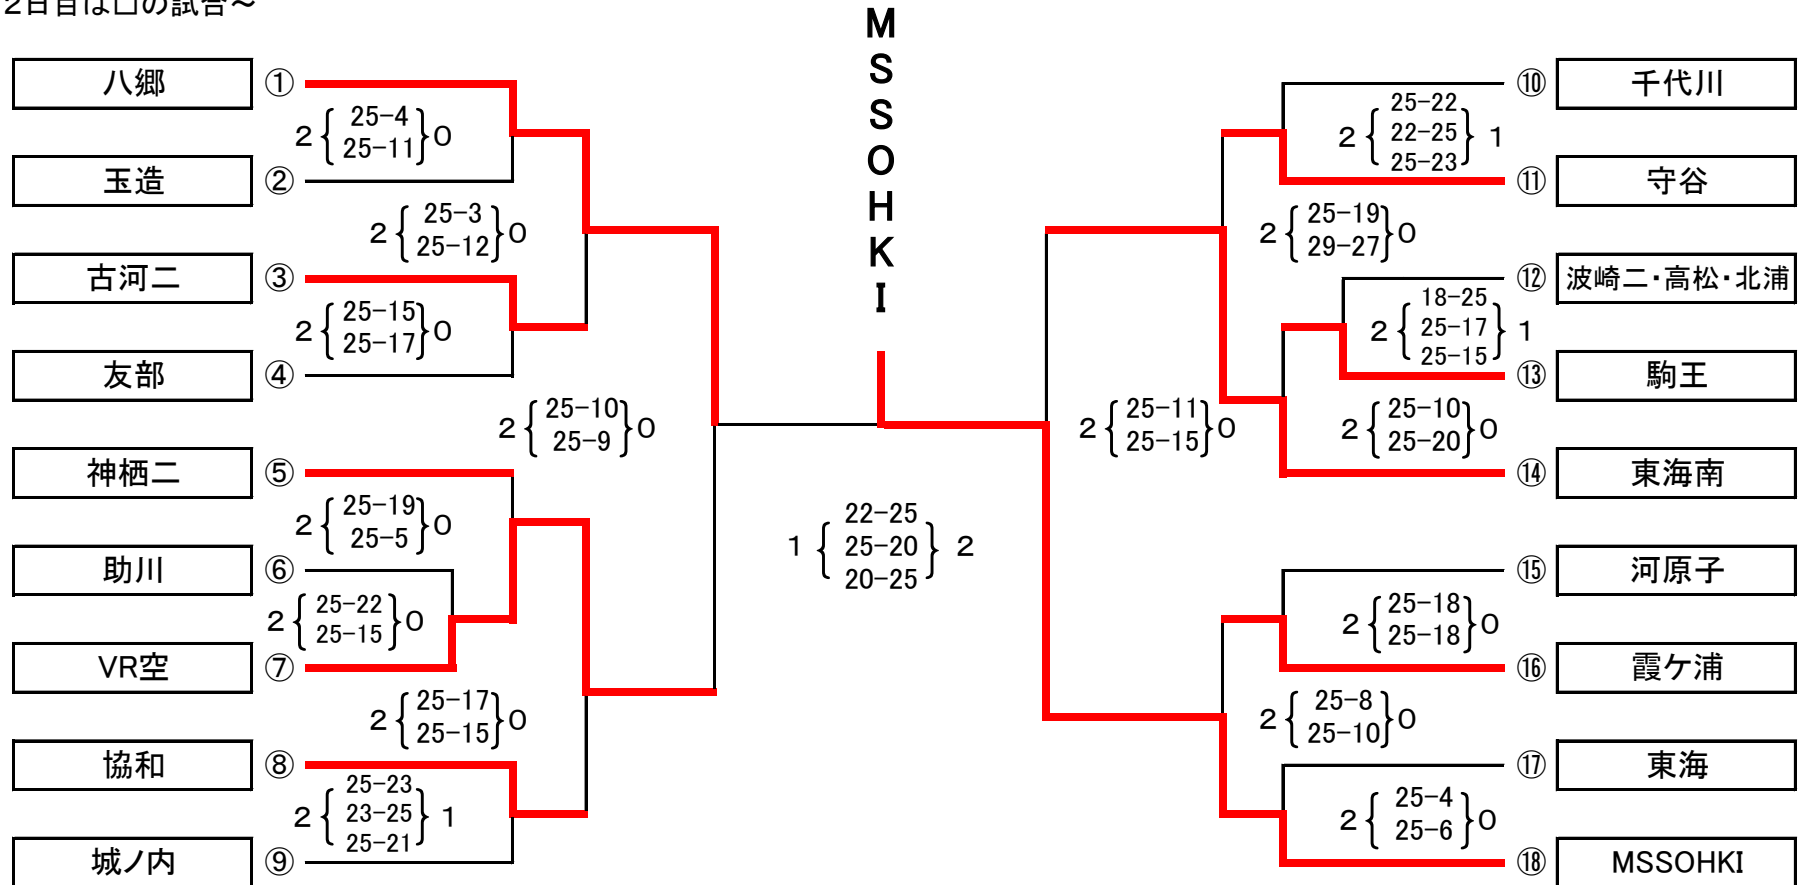 2日目は□の試合～
M
S
S
O
H
K
I
八郷 ①
25-4
2 { } 0
25-11
玉造 ②
25-3
2 { } 0
25-12
古河二 ③
25-15
2 { } 0
25-17
友部 ④
25-10
2 { } 0
25-9
神栖二 ⑤
25-19
2 { } 0
25-5
助川 ⑥
25-22
2 { } 0
25-15
VR空 ⑦
25-17
2 { } 0
25-15
協和 ⑧
25-23
2 { 23-25 } 1
25-21
城ノ内 ⑨
22-25
1 { 25-20 } 2
20-25
⑩ 千代川
25-22
2 { 22-25 } 1
25-23
⑪ 守谷
25-19
2 { } 0
29-27
⑫ 波崎二・高松・北浦
18-25
2 { 25-17 } 1
25-15
⑬ 駒王
25-11
2 { } 0
25-15
25-10
2 { } 0
25-20
⑭ 東海南
⑮ 河原子
25-18
2 { } 0
25-18
⑯ 霞ケ浦
25-8
2 { } 0
25-10
⑰ 東海
25-4
2 { } 0
25-6
⑱ MSSOHKI